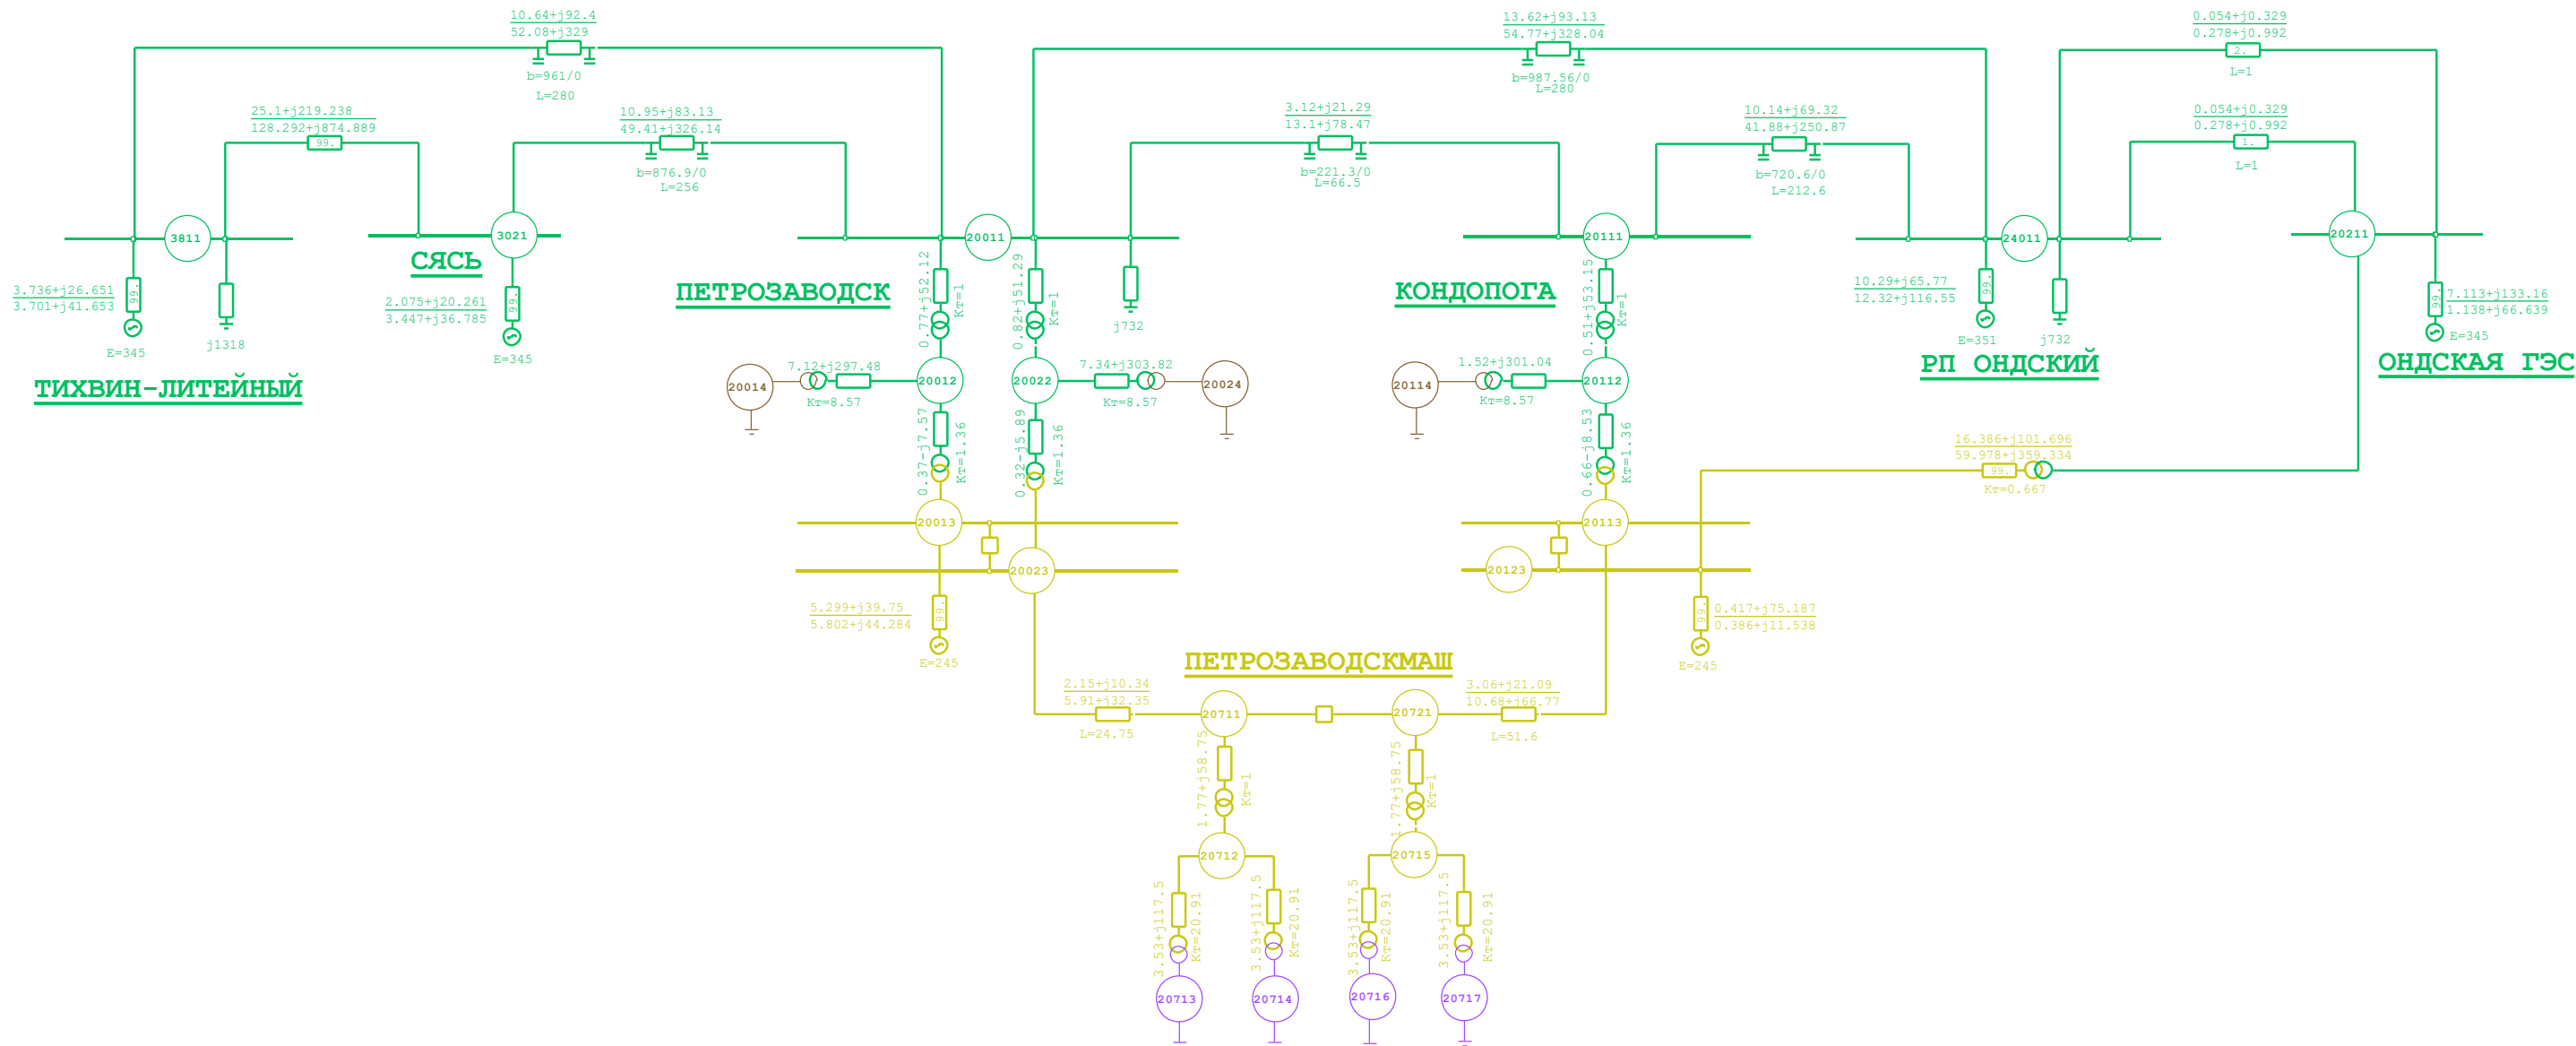 10.64+j92.4
52.08+j329
b=961/0
L=280
13.62+j93.13
54.77+j328.04
b=987.56/0
L=280
0.054+j0.329
0.278+j0.992
2.
L=1
25.1+j219.238
128.292+j874.889
99.
10.95+j83.13
49.41+j326.14
b=876.9/0
L=256
3.12+j21.29
13.1+j78.47
b=221.3/0
L=66.5
10.14+j69.32
41.88+j250.87
b=720.6/0
L=212.6
0.054+j0.329
0.278+j0.992
1.
L=1
3811
3021
20011
20111
24011
20211
СЯСЬ
ПЕТРОЗАВОДСК
КОНДОПОГА
3.736+j26.651
3.701+j41.653
99.
E=345
j1318
ТИХВИН-ЛИТЕЙНЫЙ
2.075+j20.261
3.447+j36.785
99.
E=345
0.77+j52.12
Кт=1
0.82+j51.29
Кт=1
j732
0.51+j53.15
Кт=1
10.29+j65.77
12.32+j116.55
99.
E=351
j732
РП ОНДСКИЙ
99.
7.113+j133.16
1.138+j66.639
E=345
ОНДСКАЯ ГЭС
20014
7.12+j297.48
Кт=8.57
20012
20022
7.34+j303.82
Кт=8.57
20024
20114
1.52+j301.04
Кт=8.57
20112
0.37-j7.57
Кт=1.36
0.32-j5.89
Кт=1.36
0.66-j8.53
Кт=1.36
16.386+j101.696
59.978+j359.334
99.
Кт=0.667
20013
20023
20113
20123
5.299+j39.75
5.802+j44.284
99.
E=245
99.
0.417+j75.187
0.386+j11.538
E=245
ПЕТРОЗАВОДСКМАШ
2.15+j10.34
5.91+j32.35
L=24.75
20711
20721
3.06+j21.09
10.68+j66.77
L=51.6
1.77+j58.75
Кт=1
1.77+j58.75
Кт=1
20712
20715
3.53+j117.5
Кт=20.91
3.53+j117.5
Кт=20.91
3.53+j117.5
Кт=20.91
3.53+j117.5
Кт=20.91
20713
20714
20716
20717